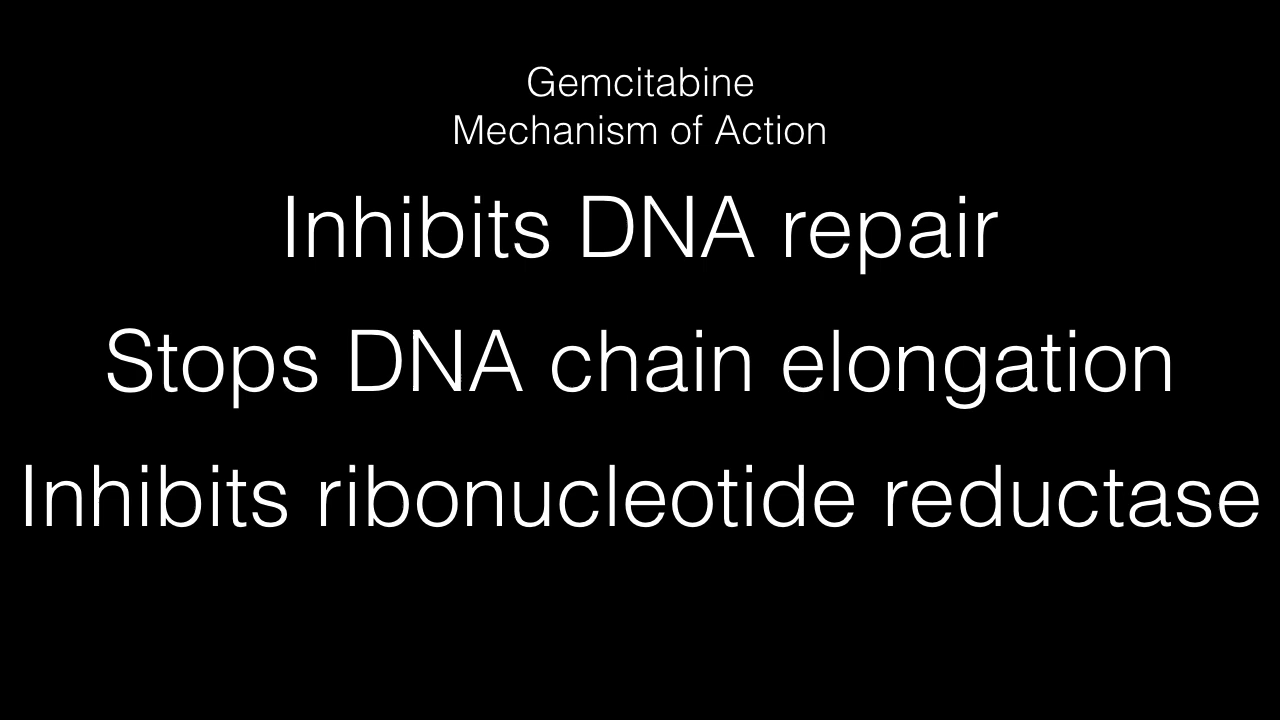 Gemcitabine
Mechanism of Action
Inhibits DNA repair
Stops DNA chain elongation
Inhibits ribonucleotide reductase